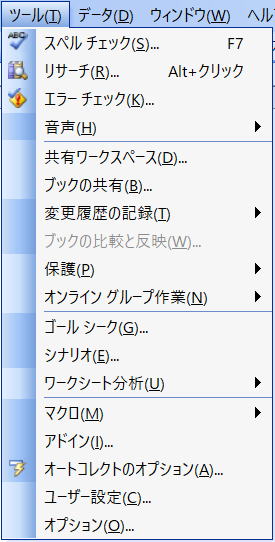 ツール(T) データ(D) ウィンドウ(W) ヘル
スペル チェック(S)... F7
リサーチ(R)... Alt+クリック
エラー チェック(K)...
音声(H)
共有ワークスペース(D)...
ブックの共有(B)...
変更履歴の記録(T)
ブックの比較と反映(W)...
保護(P)
オンライン グループ作業(N)
ゴール シーク(G)...
シナリオ(E)...
ワークシート分析(U)
マクロ(M)
アドイン(I)...
オートコレクトのオプション(A)...
ユーザー設定(C)...
オプション(O)...